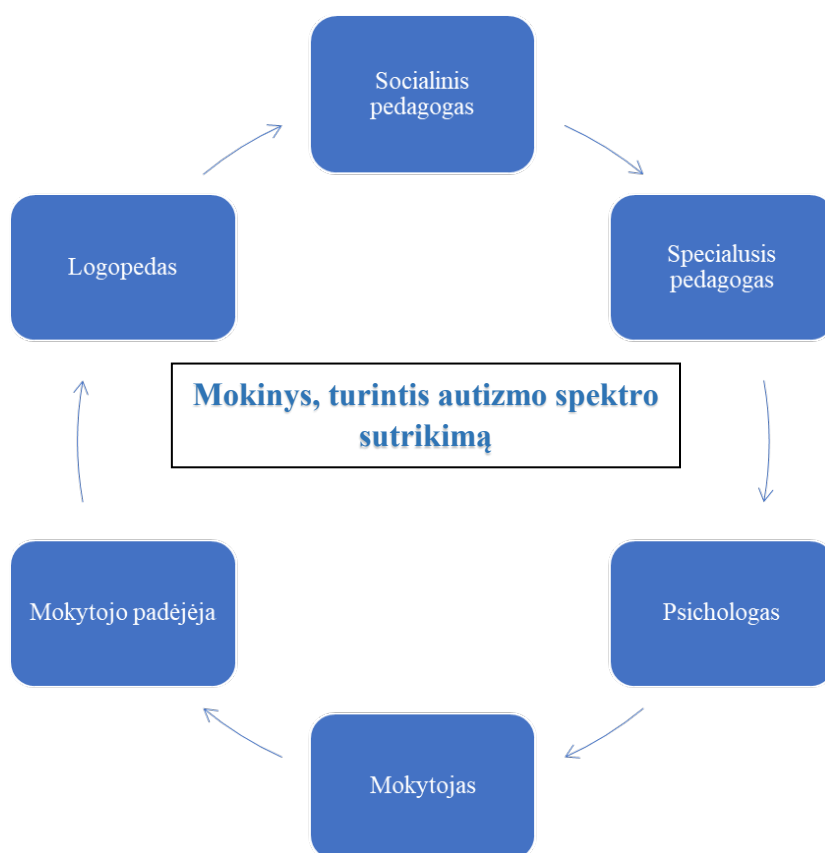 Socialinis
pedagogas
Specialusis
pedagogas
Logopedas
Mokinys, turintis autizmo spektro
sutrikimą
Psichologas
Mokytojo padėjėja
Mokytojas